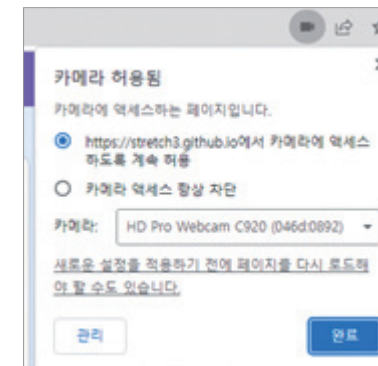 카메라 허용됨
카메라에 액세스하는 페이지입니다.
https://stretch3.github.io에서 카메라에 액세스
하도록 계속 허용
카메라 액세스 항상 차단
카메라:
HD Pro Webcam C920 (046d:0892)
새로운 설정을 적용하기 전에 페이지를 다시 로드해
야 할 수도 있습니다.
관리
완료